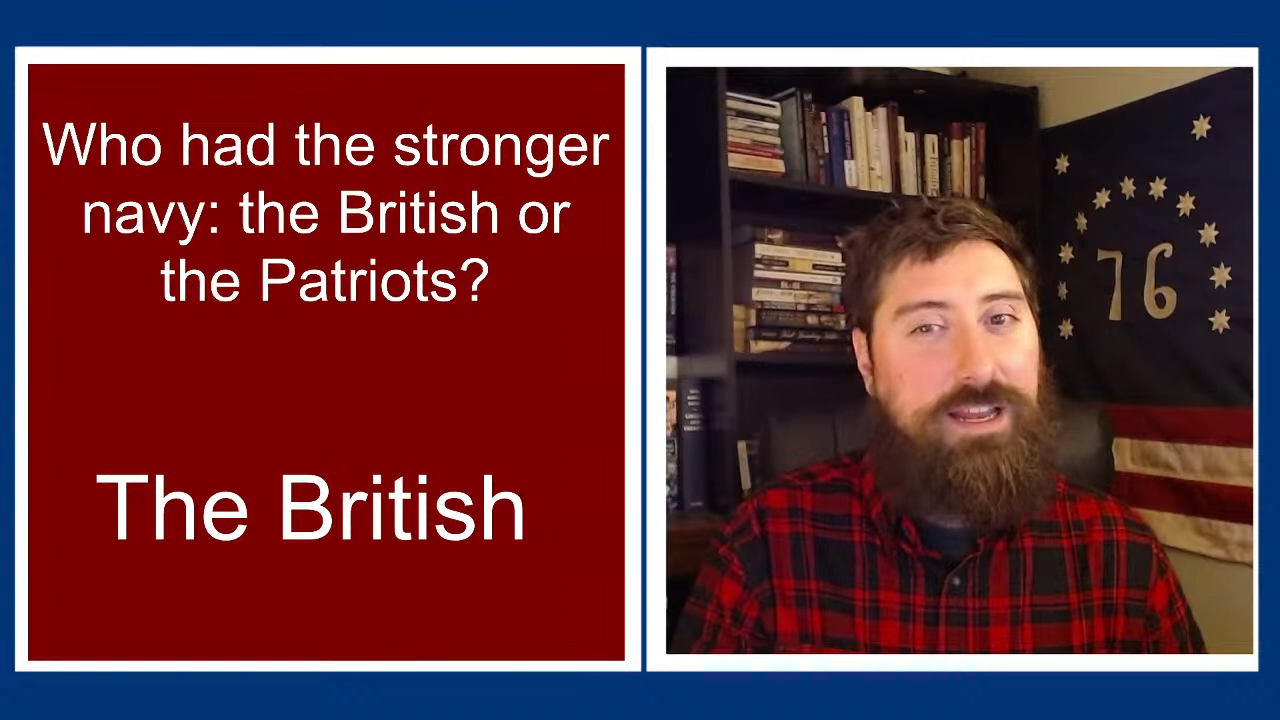 Who had the stronger
navy: the British or
the Patriots?
The British
76